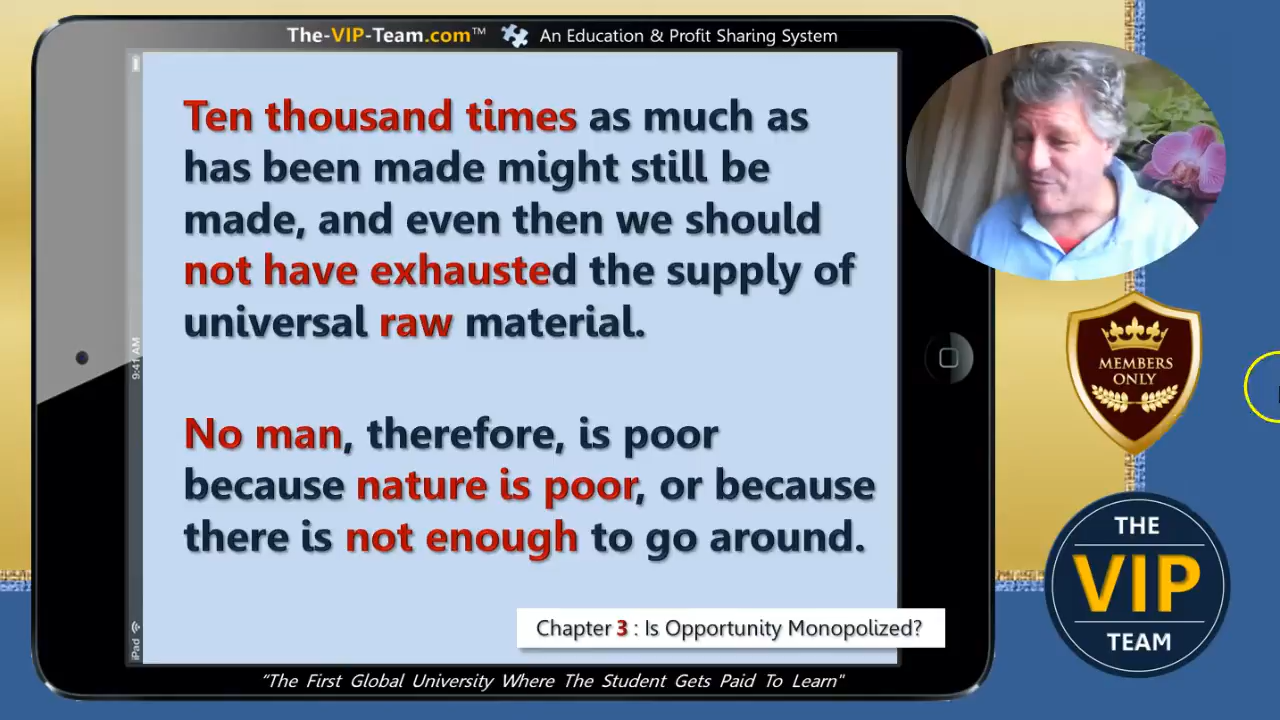 The-VIP-Team.com™ An Education & Profit Sharing System
Ten thousand times as much as
has been made might still be
made, and even then we should
not have exhausted the supply of
universal raw material.
No man, therefore, is poor
because nature is poor, or because
there is not enough to go around.
Chapter 3 : Is Opportunity Monopolized?
"The First Global University Where The Student Gets Paid To Learn"
9:41 AM
iPad
MEMBERS
ONLY
THE
VIP
TEAM